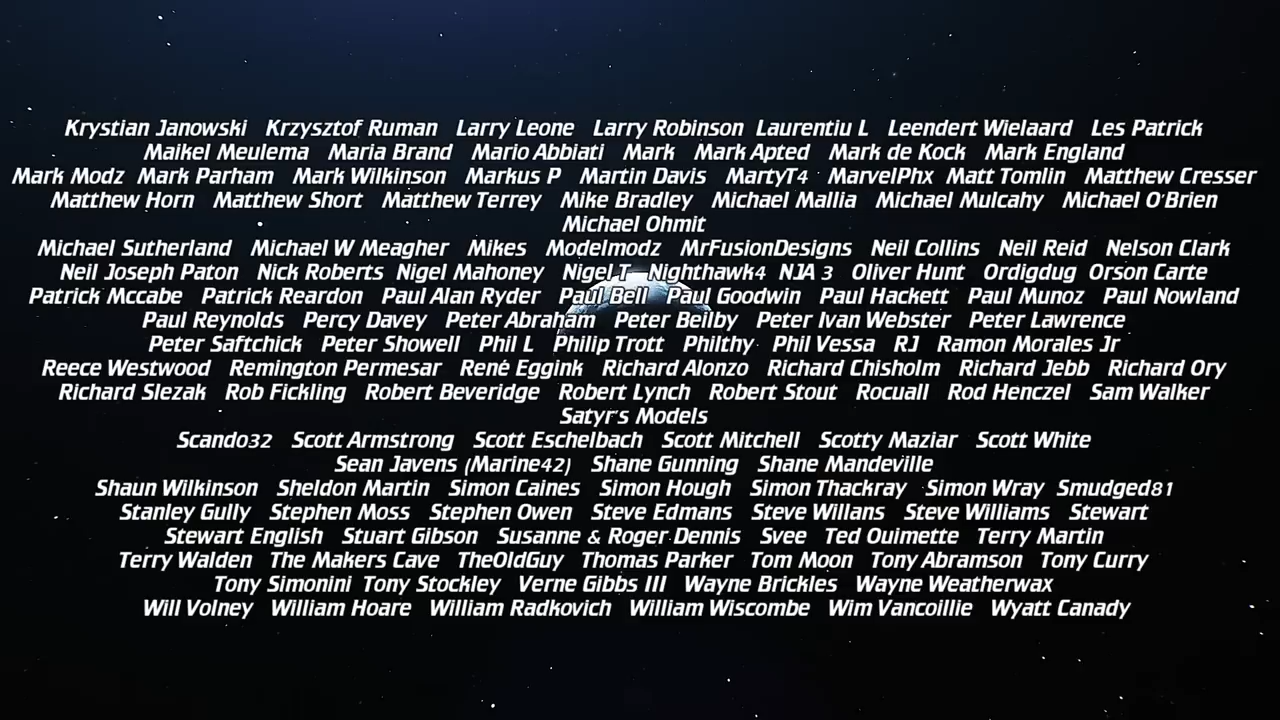 Krystian Janowski Krzysztof Ruman Larry Leone Larry Robinson Laurentiu L Leendert Wielaard Les Patrick
Maikel Meulema Maria Brand Mario Abbiati Mark Mark Apted Mark de Kock Mark England
Mark Modz Mark Parham Mark Wilkinson Markus P Martin Davis MartyT4 MarvelPhx Matt Tomlin Matthew Cresser
Matthew Horn Matthew Short Matthew Terrey Mike Bradley Michael Mallia Michael Mulcahy Michael O'Brien
Michael Ohmit
Michael Sutherland Michael W Meagher Mikes Modelmodz MrFusionDesigns Neil Collins Neil Reid Nelson Clark
Neil Joseph Paton Nick Roberts Nigel Mahoney Nigel T Nighthawk4 NJA 3 Oliver Hunt Ordigdug Orson Carte
Patrick Mccabe Patrick Reardon Paul Alan Ryder Paul Bell Paul Goodwin Paul Hackett Paul Munoz Paul Nowland
Paul Reynolds Percy Davey Peter Abraham Peter Beilby Peter Ivan Webster Peter Lawrence
Peter Saftchick Peter Showell Phil L Philip Trott Philthy Phil Vessa RJ Ramon Morales Jr
Reece Westwood Remington Permesar René Eggink Richard Alonzo Richard Chisholm Richard Jebb Richard Ory
Richard Slezak Rob Fickling Robert Beveridge Robert Lynch Robert Stout Rocuall Rod Henczel Sam Walker
Satyr's Models
Scando32 Scott Armstrong Scott Eschelbach Scott Mitchell Scotty Maziar Scott White
Sean Javens (Marine42) Shane Gunning Shane Mandeville
Shaun Wilkinson Sheldon Martin Simon Caines Simon Hough Simon Thackray Simon Wray Smudged81
Stanley Gully Stephen Moss Stephen Owen Steve Edmans Steve Willans Steve Williams Stewart
Stewart English Stuart Gibson Susanne & Roger Dennis Svee Ted Ouimette Terry Martin
Terry Walden The Makers Cave TheOldGuy Thomas Parker Tom Moon Tony Abramson Tony Curry
Tony Simonini Tony Stockley Verne Gibbs III Wayne Brickles Wayne Weatherwax
Will Volney William Hoare William Radkovich William Wiscombe Wim Vancoillie Wyatt Canady